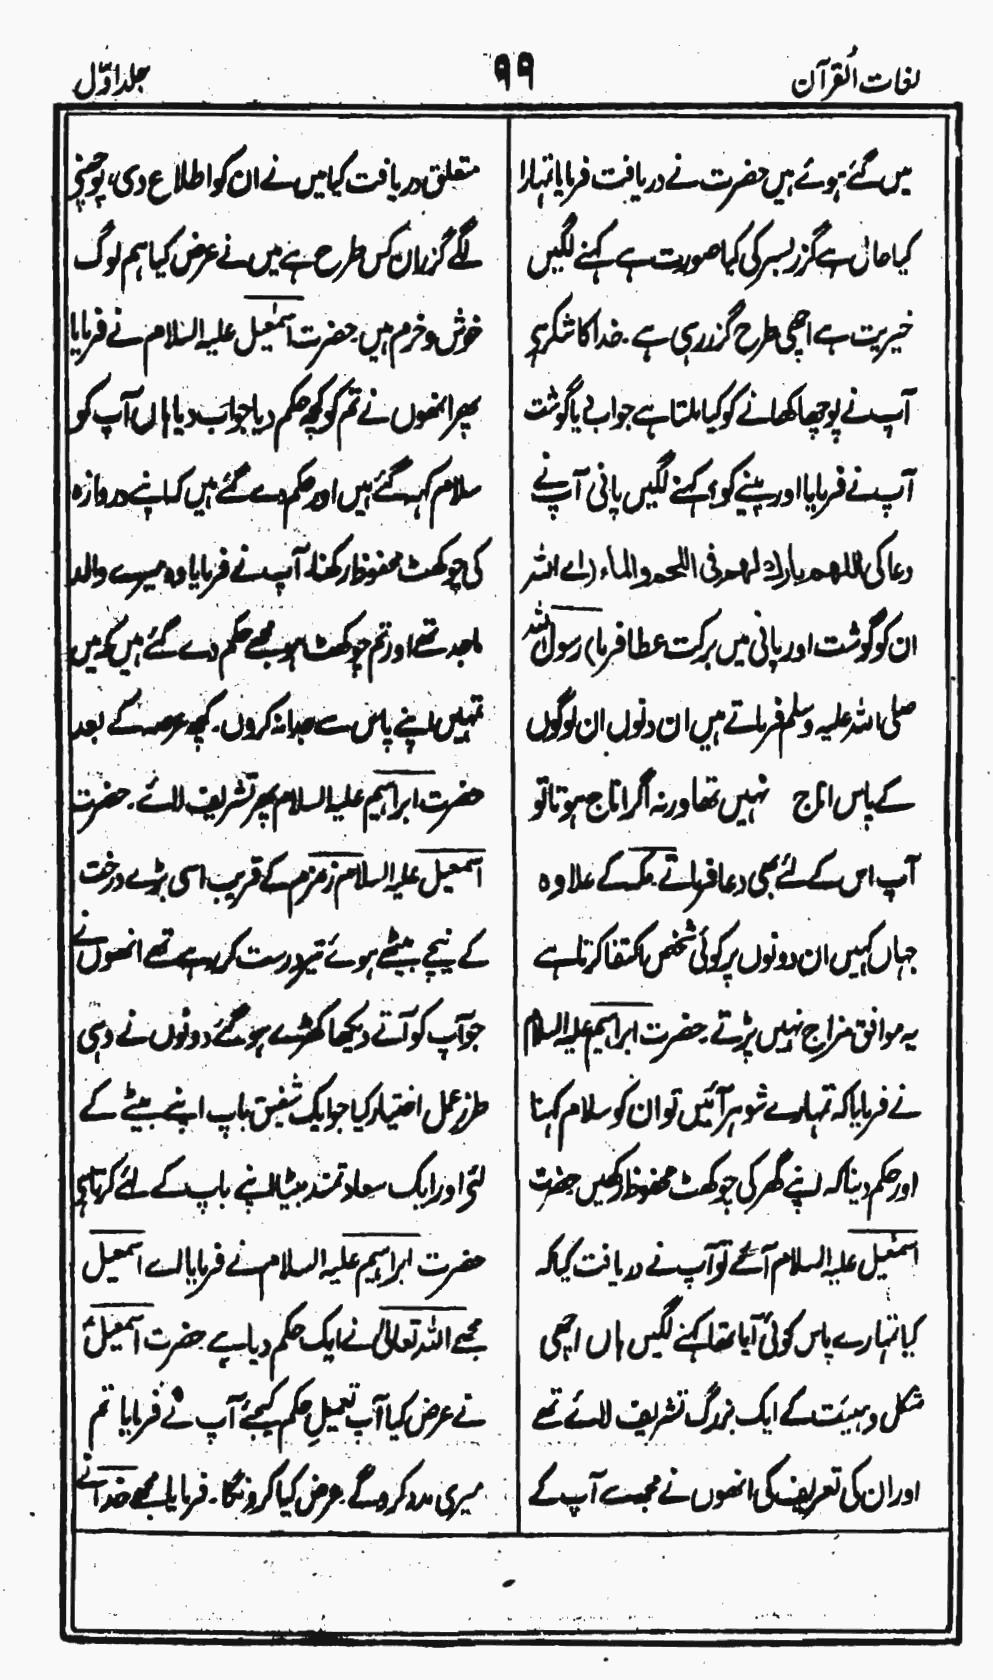 لغات القرآن
۹۹
جلد اوّل
میں گئے ہوئے ہیں حضرت نے دریافت فرمایا تمہارا
کیا حال ہے گزر بسر کی کیا صورت ہے کہنے لگیں
خیریت ہے اچھی طرح گزر رہی ہے۔ خدا کا شکر ہے
آپ نے پوچھا کھانے کو کیا ملتا ہے جواب دیا گوشت
آپ نے فرمایا اور پینے کو؟ کہنے لگیں پانی آپ نے
دعا کی اللھم بارک لھم فی اللحم والماء (اے اللہ
ان کو گوشت اور پانی میں برکت عطا فرما) رسول اللہ
صلی اللہ علیہ وسلم فرماتے ہیں ان دنوں ان لوگوں
کے پاس اناج نہیں تھا ورنہ اگر اناج ہوتا تو
آپ اس کے لئے بھی دعا فرماتے۔ مکہ کے علاوہ
جہاں کہیں ان دونوں پر کوئی شخص اکتفا کرتا ہے
یہ موافق مزاج نہیں پڑتے۔ حضرت ابراہیم علیہ السلام
نے فرمایا کہ تمہارے شوہر آئیں تو ان کو سلام کہنا
اور حکم دینا کہ اپنے گھر کی چوکھٹ محفوظ رکھیں حضرت
اسمٰعیل علیہ السلام آئے تو آپ نے دریافت کیا کہ
کیا تمہارے پاس کوئی آیا تھا کہنے لگیں ہاں اچھی
شکل و ہیئت کے ایک بزرگ تشریف لائے تھے
اور ان کی تعریف کی انھوں نے مجھ سے آپ کے
متعلق دریافت کیا میں نے ان کو اطلاع دی، پوچھنے
لگے گزران کس طرح ہے میں نے عرض کیا ہم لوگ
خوش و خرم ہیں۔ حضرت اسمٰعیل علیہ السلام نے فرمایا
پھر انھوں نے تم کو کچھ حکم دیا جواب دیا ہاں آپ کو
سلام کہہ گئے ہیں اور حکم دے گئے ہیں کہ اپنے دروازہ
کی چوکھٹ محفوظ رکھنا۔ آپ نے فرمایا وہ میرے والد
ماجد تھے اور تم چوکھٹ ہو مجھے حکم دے گئے ہیں کہ میں
تمہیں اپنے پاس سے جدا نہ کروں۔ کچھ عرصہ کے بعد
حضرت ابراہیم علیہ السلام پھر تشریف لائے۔ حضرت
اسمٰعیل علیہ السلام زمزم کے قریب اسی بڑے درخت
کے نیچے بیٹھے ہوئے تیر درست کر رہے تھے انھوں نے
جو آپ کو آتے دیکھا کھڑے ہو گئے دونوں نے وہی
طرز عمل اختیار کیا جو ایک شفیق باپ اپنے بیٹے کے
لئے اور ایک سعادتمند بیٹا اپنے باپ کے لئے کرتا ہے
حضرت ابراہیم علیہ السلام نے فرمایا اے اسمٰعیل
مجھے اللہ تعالیٰ نے ایک حکم دیا ہے۔ حضرت اسمٰعیلؑ
نے عرض کیا آپ تعمیلِ حکم کیجئے آپ نے فرمایا تم
میری مدد کرو گے۔ عرض کیا کرونگا۔ فرمایا مجھے خدا نے